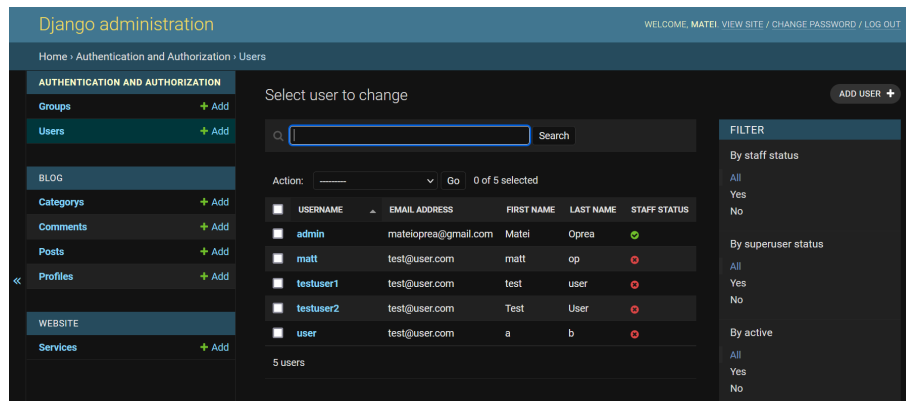 Django administration
WELCOME, MATEI. VIEW SITE / CHANGE PASSWORD / LOG OUT
Home › Authentication and Authorization › Users
AUTHENTICATION AND AUTHORIZATION
Groups + Add
Users + Add
BLOG
Categorys + Add
Comments + Add
Posts + Add
Profiles + Add
WEBSITE
Services + Add
«
Select user to change
ADD USER +
Search
Action: --------- Go 0 of 5 selected
USERNAME EMAIL ADDRESS FIRST NAME LAST NAME STAFF STATUS
admin mateioprea@gmail.com Matei Oprea
matt test@user.com matt op
testuser1 test@user.com test user
testuser2 test@user.com Test User
user test@user.com a b
5 users
FILTER
By staff status
All
Yes
No
By superuser status
All
Yes
No
By active
All
Yes
No